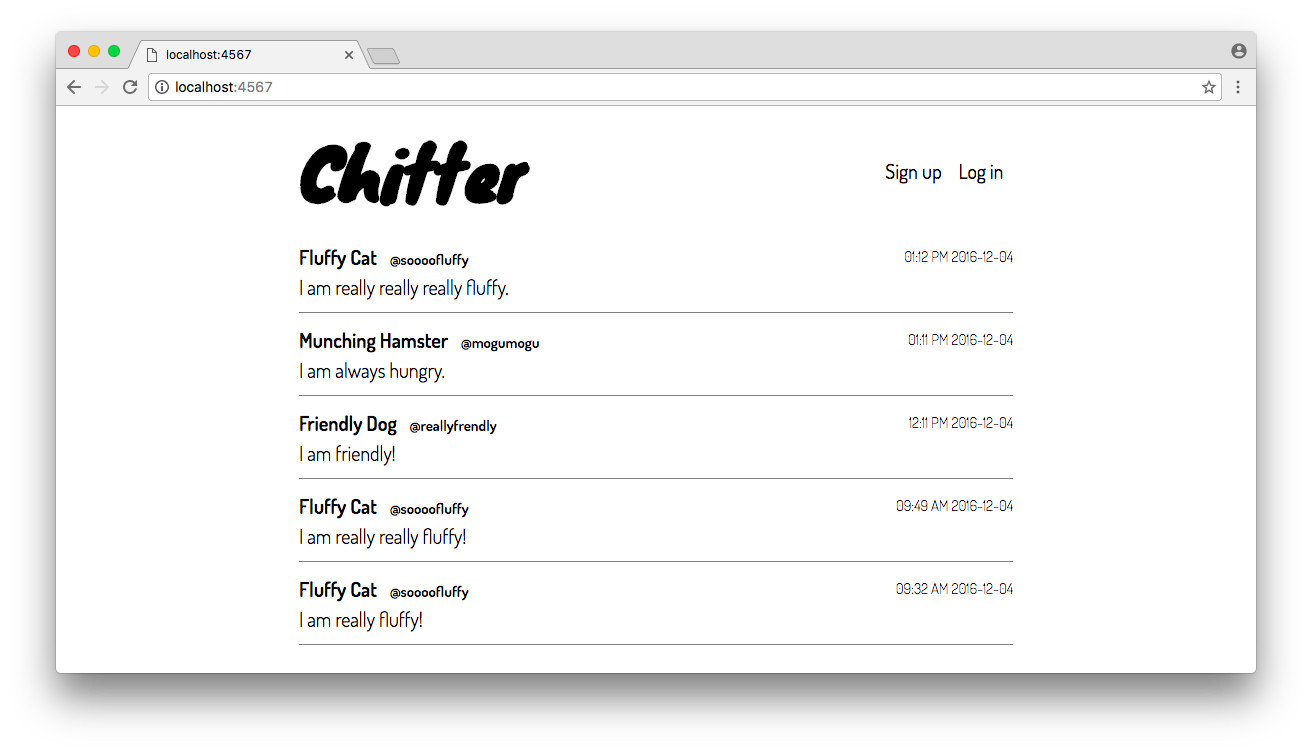 localhost:4567
localhost:4567
Chitter
Sign up Log in
Fluffy Cat @sooofluffy 01:12 PM 2016-12-04
I am really really really fluffy.
Munching Hamster @mogumogu 01:11 PM 2016-12-04
I am always hungry.
Friendly Dog @reallyfrendly 12:11 PM 2016-12-04
I am friendly!
Fluffy Cat @sooofluffy 09:49 AM 2016-12-04
I am really really fluffy!
Fluffy Cat @sooofluffy 09:32 AM 2016-12-04
I am really fluffy!